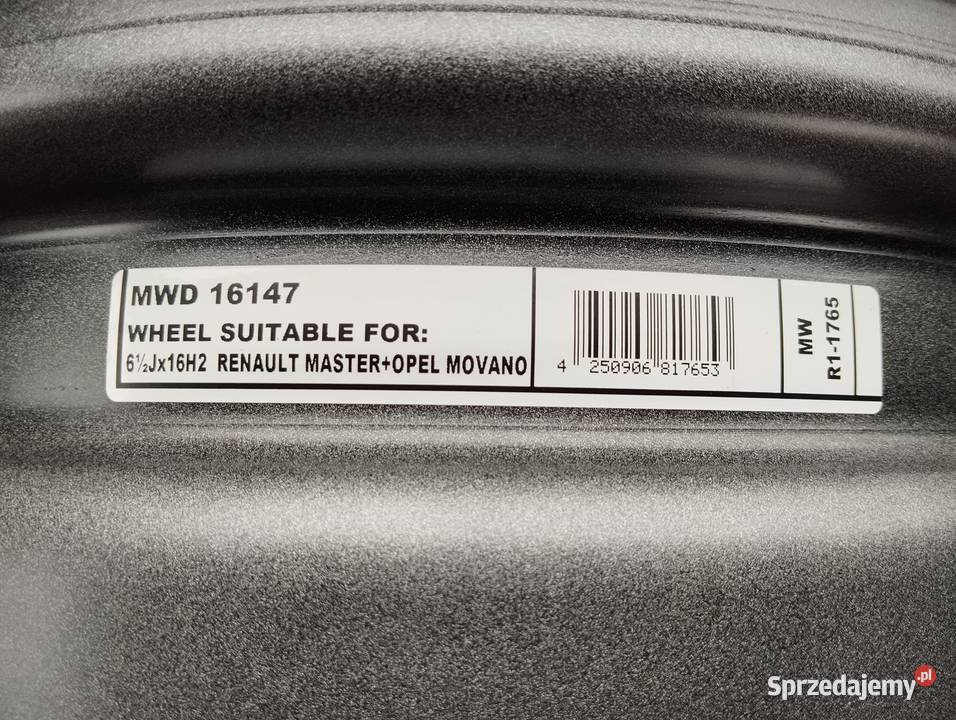 MWD 16147
WHEEL SUITABLE FOR:
6½Jx16H2 RENAULT MASTER+OPEL MOVANO
4 250906 817653
MW
R1-1765
Sprzedajemy.pl